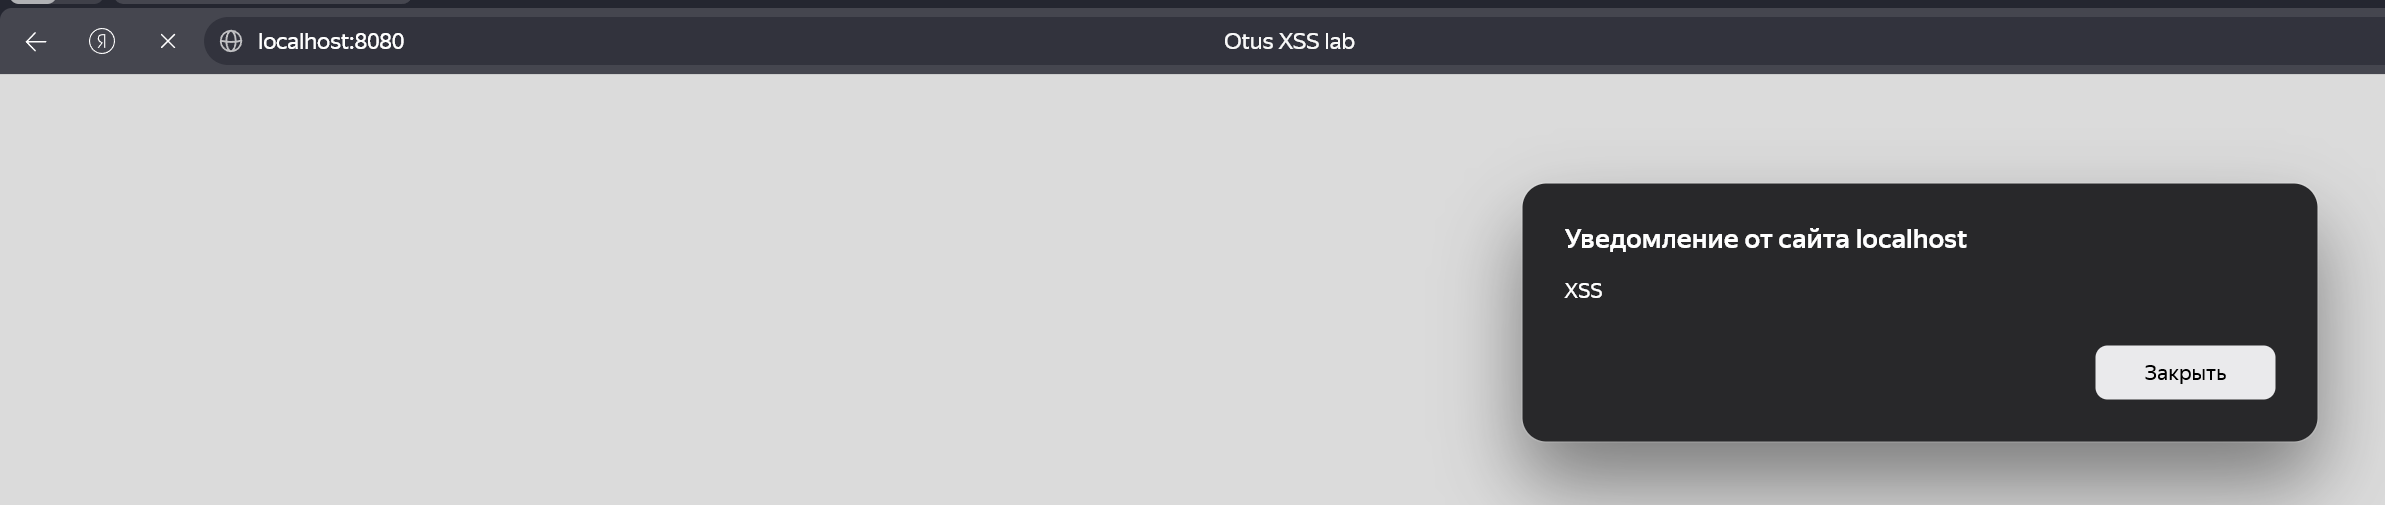 localhost:8080
Otus XSS lab
Уведомление от сайта localhost
XSS
Закрыть